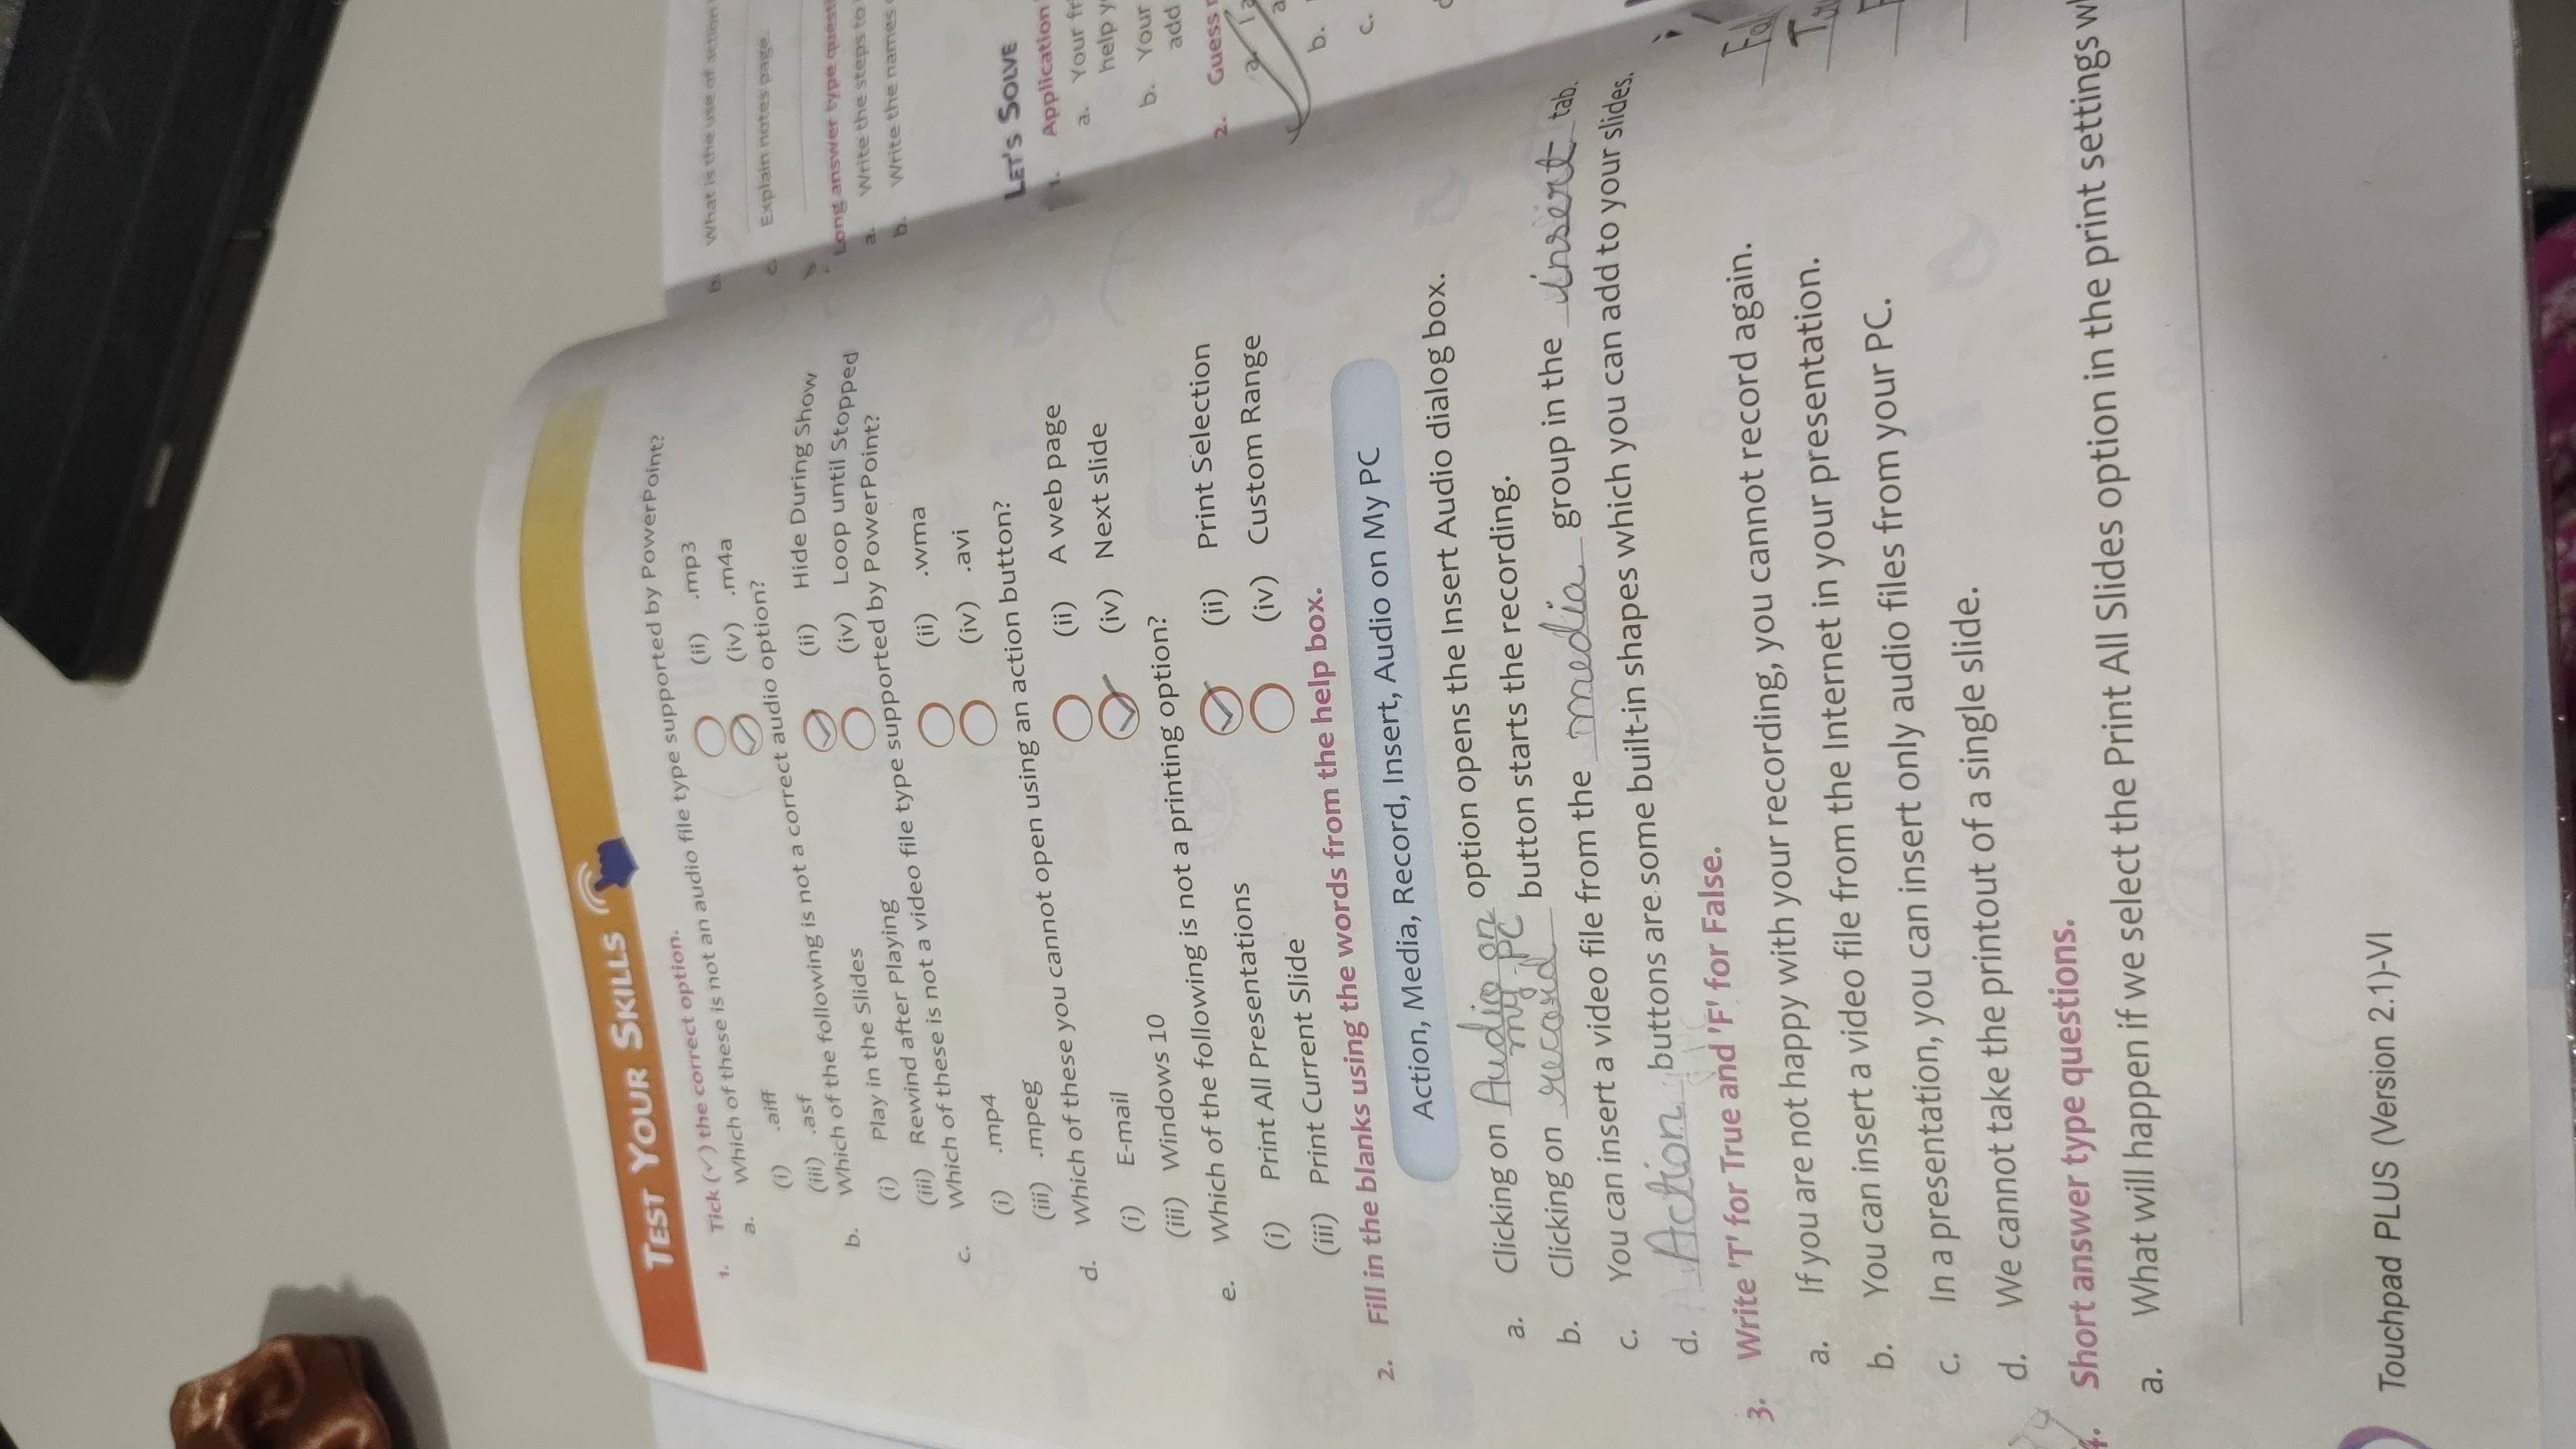 TEST YOUR SKILLS
1. Tick (✓) the correct option.
a. Which of these is not an audio file type supported by PowerPoint?
(i) .aiff (ii) .mp3
(iii) .asf (iv) .m4a
b. Which of the following is not a correct audio option?
(i) Play in the Slides (ii) Hide During Show
(iii) Rewind after Playing (iv) Loop until Stopped
c. Which of these is not a video file type supported by PowerPoint?
(i) .mp4 (ii) .wma
(iii) .mpeg (iv) .avi
d. Which of these you cannot open using an action button?
(i) E-mail (ii) A web page
(iii) Windows 10 (iv) Next slide
e. Which of the following is not a printing option?
(i) Print All Presentations (ii) Print Selection
(iii) Print Current Slide (iv) Custom Range
2. Fill in the blanks using the words from the help box.
Action, Media, Record, Insert, Audio on My PC
a. Clicking on Audio on my PC option opens the Insert Audio dialog box.
b. Clicking on record button starts the recording.
c. You can insert a video file from the media group in the insert tab.
d. Action buttons are some built-in shapes which you can add to your slides.
3. Write 'T' for True and 'F' for False.
a. If you are not happy with your recording, you cannot record again.
b. You can insert a video file from the Internet in your presentation.
c. In a presentation, you can insert only audio files from your PC.
d. We cannot take the printout of a single slide.
4. Short answer type questions.
a. What will happen if we select the Print All Slides option in the print settings
Touchpad PLUS (Version 2.1)-VI
b. What is the use of action
c. Explain notes page.
Long answer type
a. Write the steps to
b. Write the names
LET'S SOLVE
1. Application
a. Your
help
b. Your
add
2. Guess
a.
b.
c.